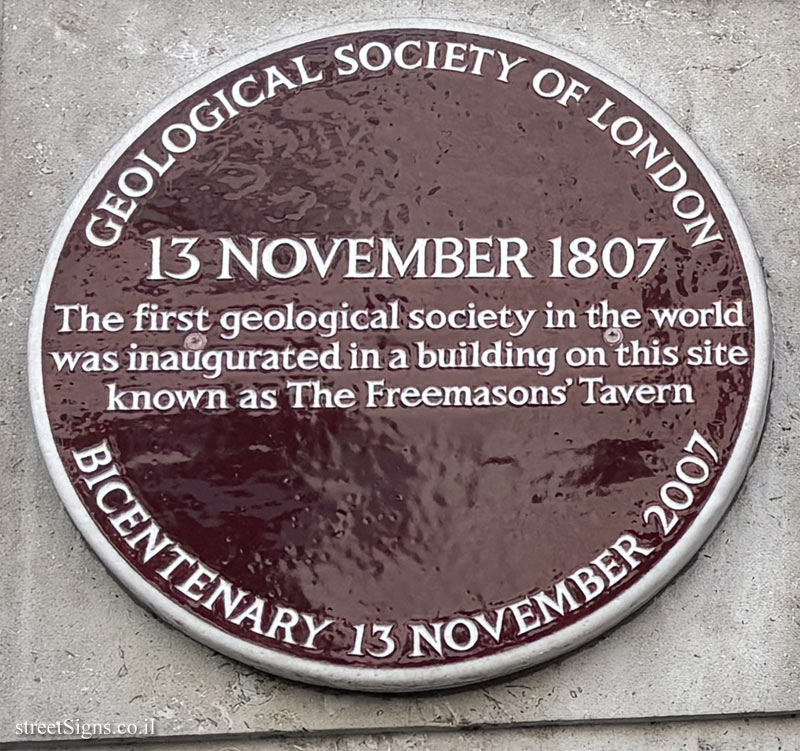 GEOLOGICAL SOCIETY OF LONDON
13 NOVEMBER 1807
The first geological society in the world
was inaugurated in a building on this site
known as The Freemasons' Tavern
BICENTENARY 13 NOVEMBER 2007
streetSigns.co.il